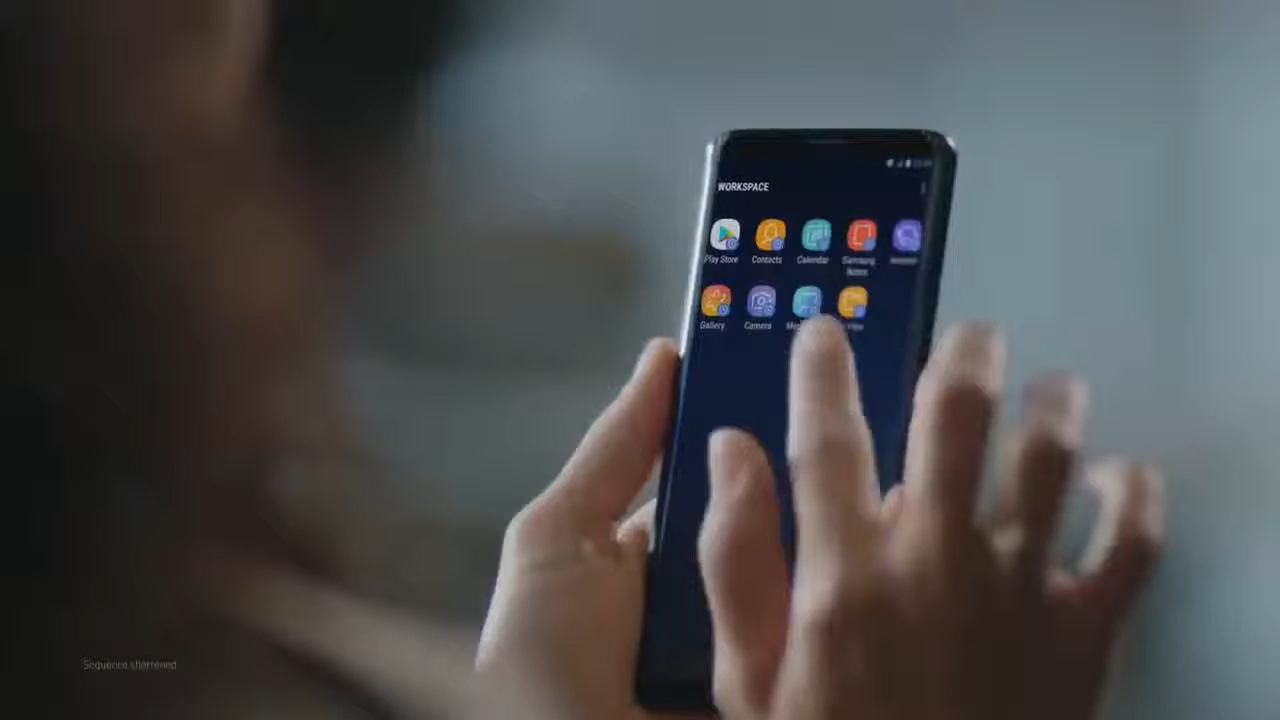 WORKSPACE
Play Store
Contacts
Calendar
Samsung
Notes
Gallery
Camera
Sequence shortened